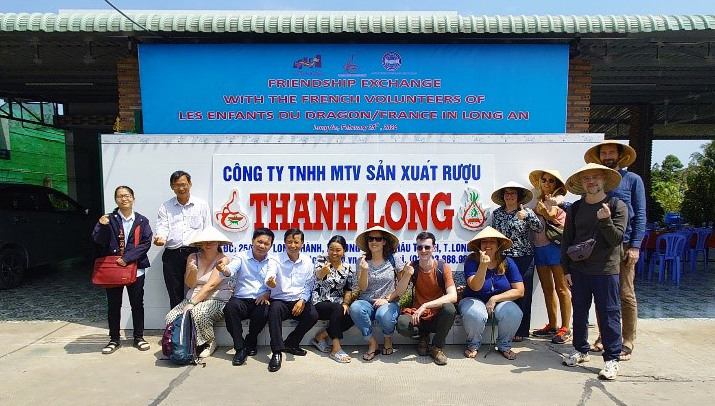 FRIENDSHIP EXCHANGE
WITH THE FRENCH VOLUNTEERS OF
LES ENFANTS DU DRAGON/FRANCE IN LONG AN
CÔNG TY TNHH MTV SẢN XUẤT RƯỢU
THANH LONG